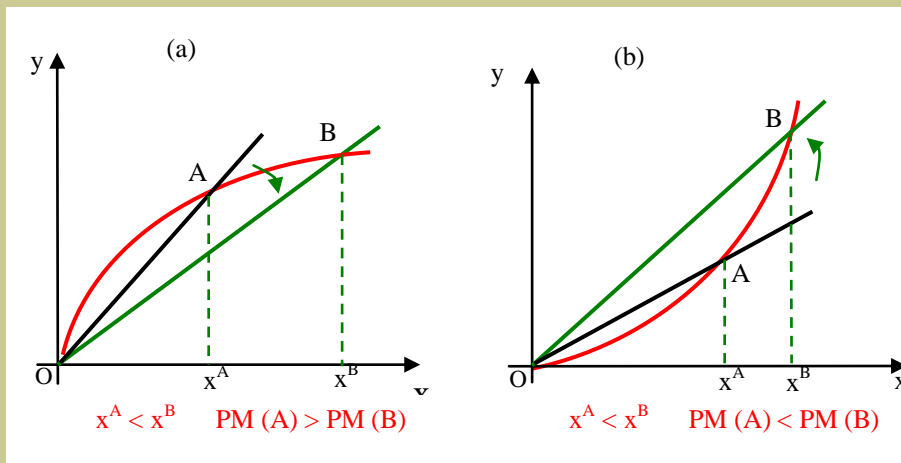 (a)
y
B
A
O
x^A
x^B
x
x^A < x^B PM (A) > PM (B)
(b)
y
B
A
O
x^A
x^B
x
x^A < x^B PM (A) < PM (B)